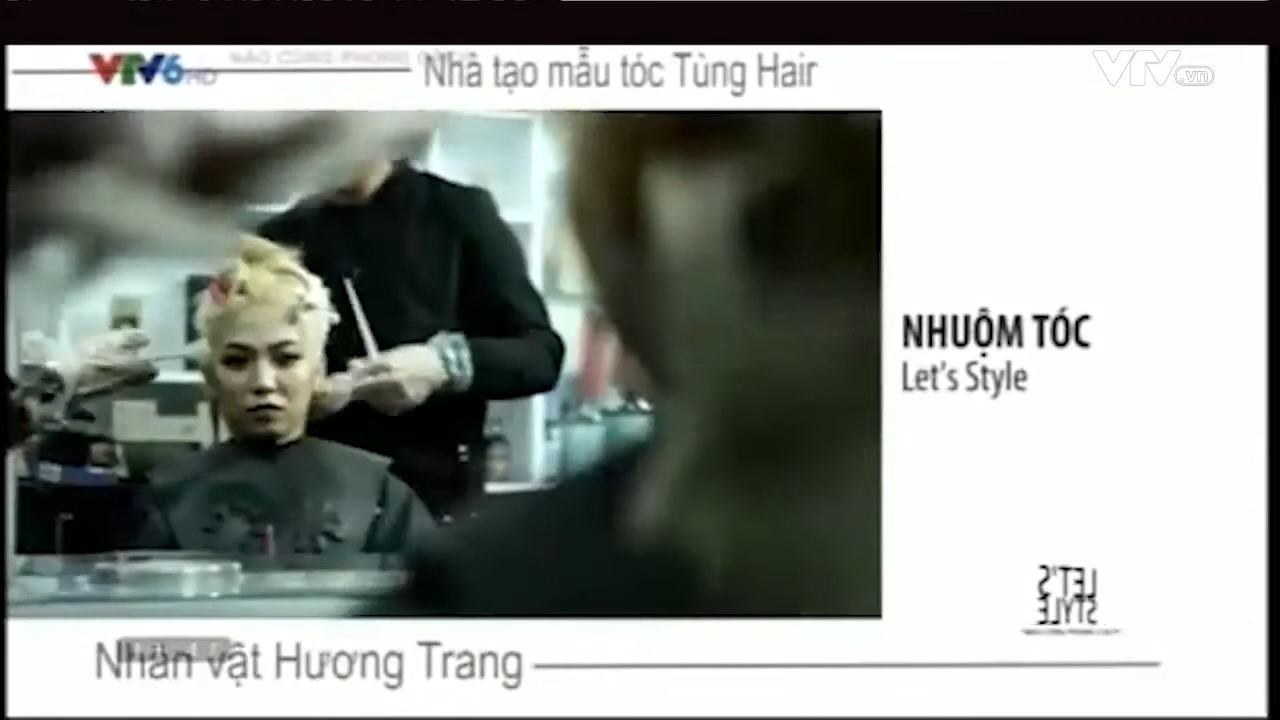 VTV6 HD
Nhà tạo mẫu tóc Tùng Hair
VTV.vn
NHUỘM TÓC
Let's Style
LET'S
STYLE
Nhân vật Hương Trang